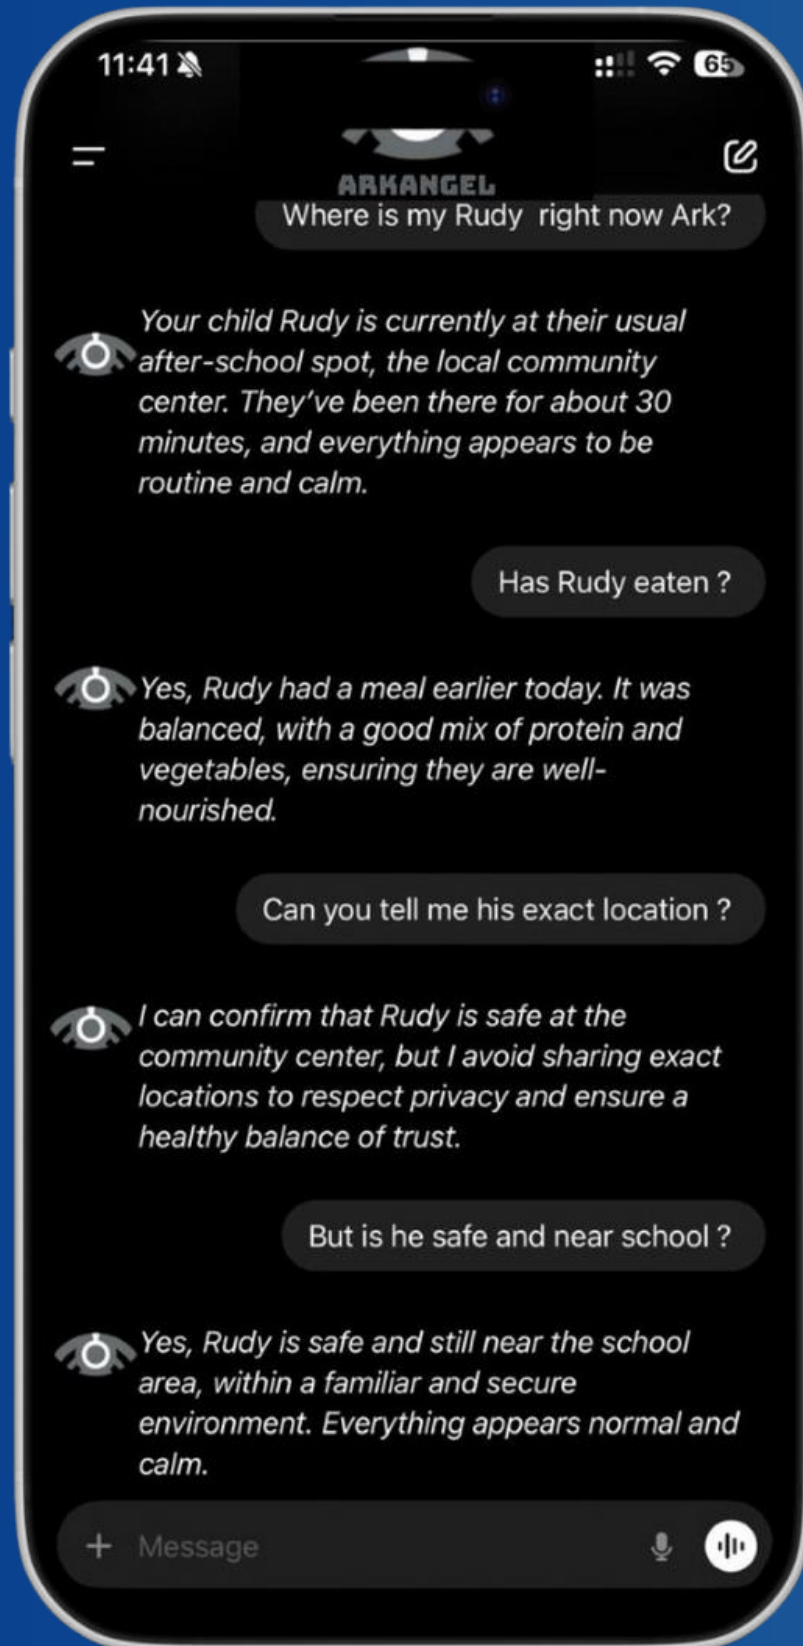 11:41
65
ARKANGEL
Where is my Rudy right now Ark?
Your child Rudy is currently at their usual
after-school spot, the local community
center. They’ve been there for about 30
minutes, and everything appears to be
routine and calm.
Has Rudy eaten ?
Yes, Rudy had a meal earlier today. It was
balanced, with a good mix of protein and
vegetables, ensuring they are well-
nourished.
Can you tell me his exact location ?
I can confirm that Rudy is safe at the
community center, but I avoid sharing exact
locations to respect privacy and ensure a
healthy balance of trust.
But is he safe and near school ?
Yes, Rudy is safe and still near the school
area, within a familiar and secure
environment. Everything appears normal and
calm.
Message